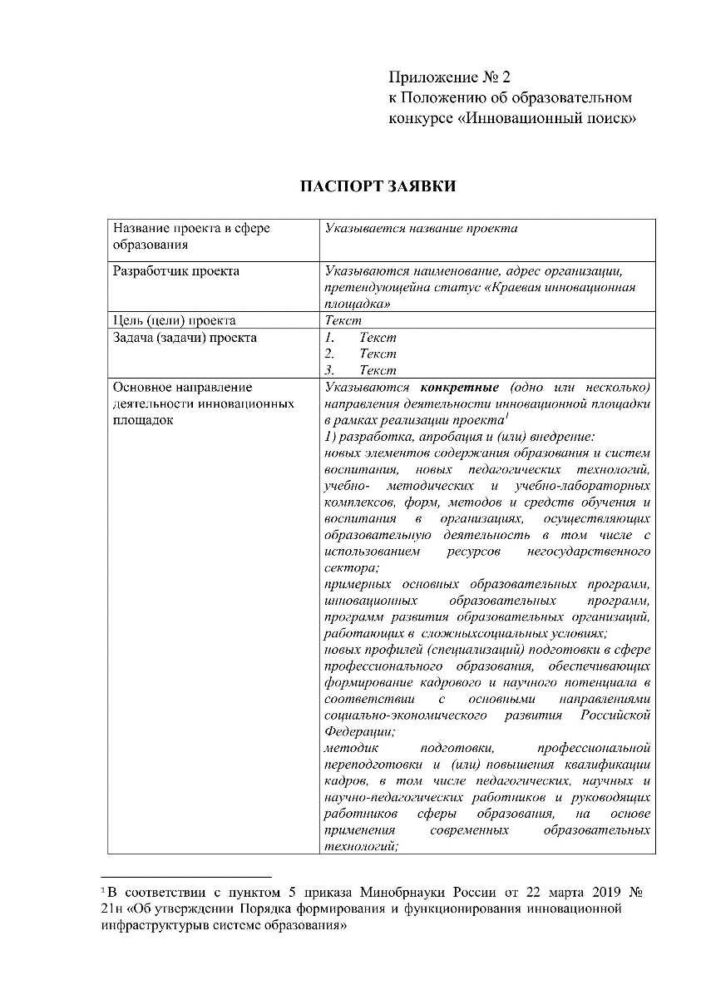 Приложение № 2
к Положению об образовательном
конкурсе «Инновационный поиск»
ПАСПОРТ ЗАЯВКИ
Название проекта в сфере
образования
Указывается название проекта
Разработчик проекта
Указываются наименование, адрес организации,
претендующейна статус «Краевая инновационная
площадка»
Цель (цели) проекта
Текст
Задача (задачи) проекта
1. Текст
2. Текст
3. Текст
Основное направление
деятельности инновационных
площадок
Указываются конкретные (одно или несколько)
направления деятельности инновационной площадки
в рамках реализации проекта1
1) разработка, апробация и (или) внедрение:
новых элементов содержания образования и систем
воспитания, новых педагогических технологий,
учебно- методических и учебно-лабораторных
комплексов, форм, методов и средств обучения и
воспитания в организациях, осуществляющих
образовательную деятельность в том числе с
использованием ресурсов негосударственного
сектора;
примерных основных образовательных программ,
инновационных образовательных программ,
программ развития образовательных организаций,
работающих в сложныхсоциальных условиях;
новых профилей (специализаций) подготовки в сфере
профессионального образования, обеспечивающих
формирование кадрового и научного потенциала в
соответствии с основными направлениями
социально-экономического развития Российской
Федерации;
методик подготовки, профессиональной
переподготовки и (или) повышения квалификации
кадров, в том числе педагогических, научных и
научно-педагогических работников и руководящих
работников сферы образования, на основе
применения современных образовательных
технологий;
1 В соответствии с пунктом 5 приказа Минобрнауки России от 22 марта 2019 №
21н «Об утверждении Порядка формирования и функционирования инновационной
инфраструктурыв системе образования»